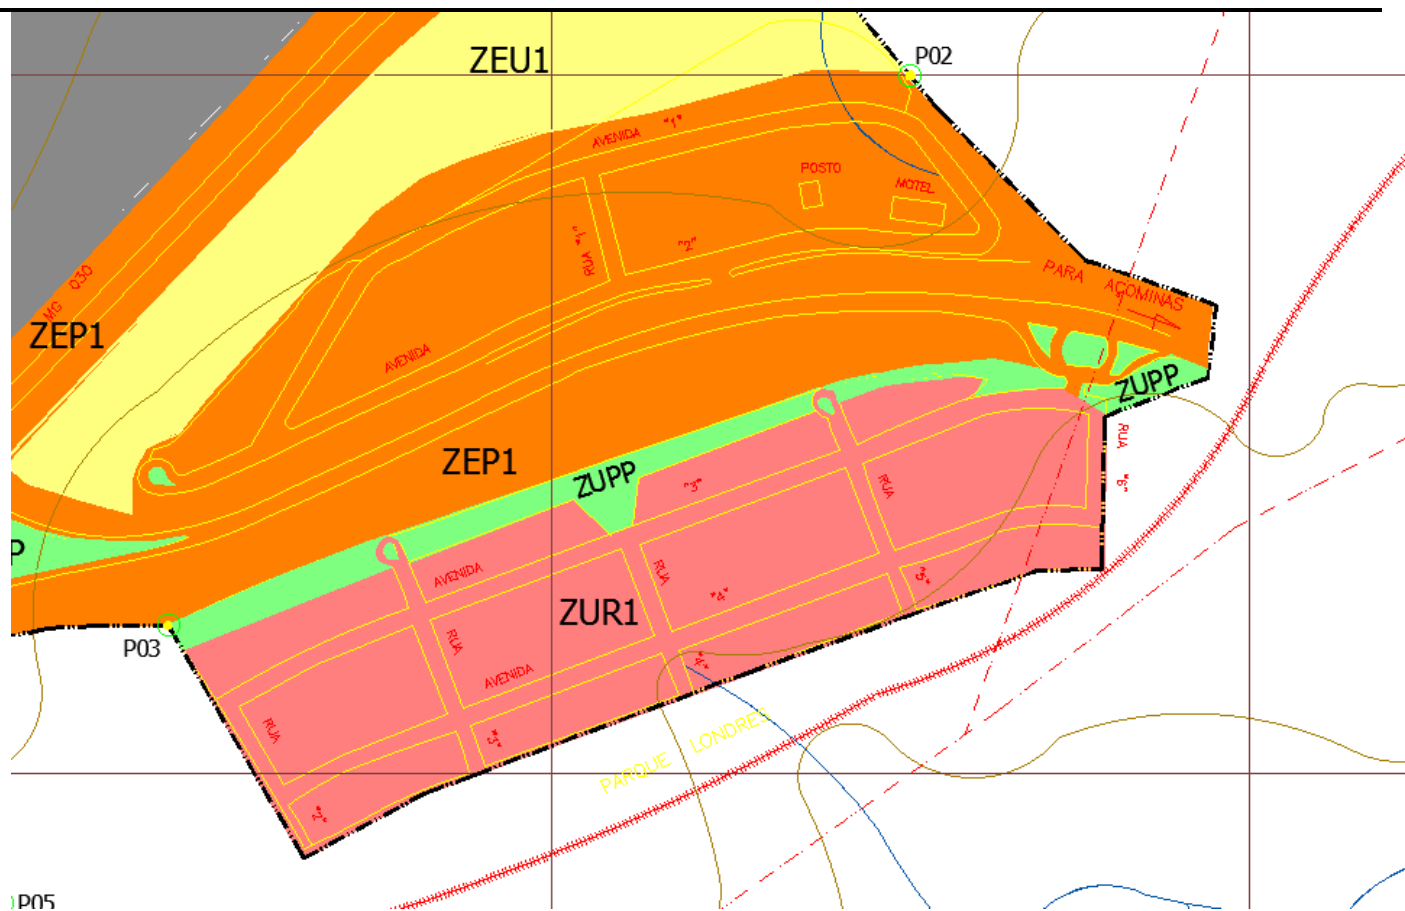 ZEU1
P02
AVENIDA "1"
POSTO
MOTEL
RUA "1"
"2"
MG 030
PARA AÇOMINAS
ZEP1
AVENIDA
ZUPP
ZEP1
ZUPP
"3"
RUA
RUA "6"
P
AVENIDA
RUA
"4"
"5"
ZUR1
P03
RUA
AVENIDA
"4"
RUA
"3"
PARQUE LONDRES
"2"
P05